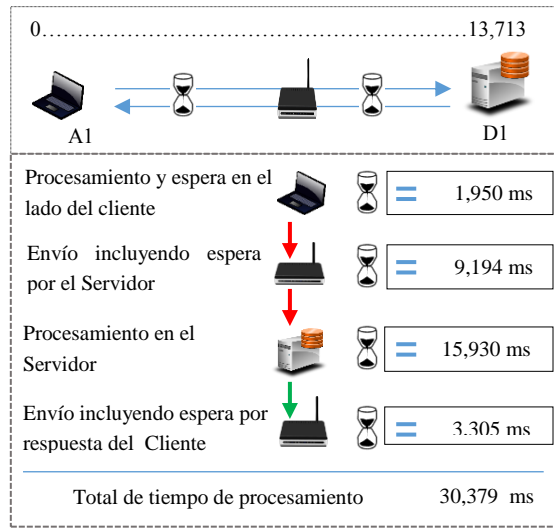 0................................................................13,713
A1
D1
Procesamiento y espera en el
lado del cliente
= 1,950 ms
Envío incluyendo espera
por el Servidor
= 9,194 ms
Procesamiento en el
Servidor
= 15,930 ms
Envío incluyendo espera por
respuesta del Cliente
= 3.305 ms
Total de tiempo de procesamiento 30,379 ms